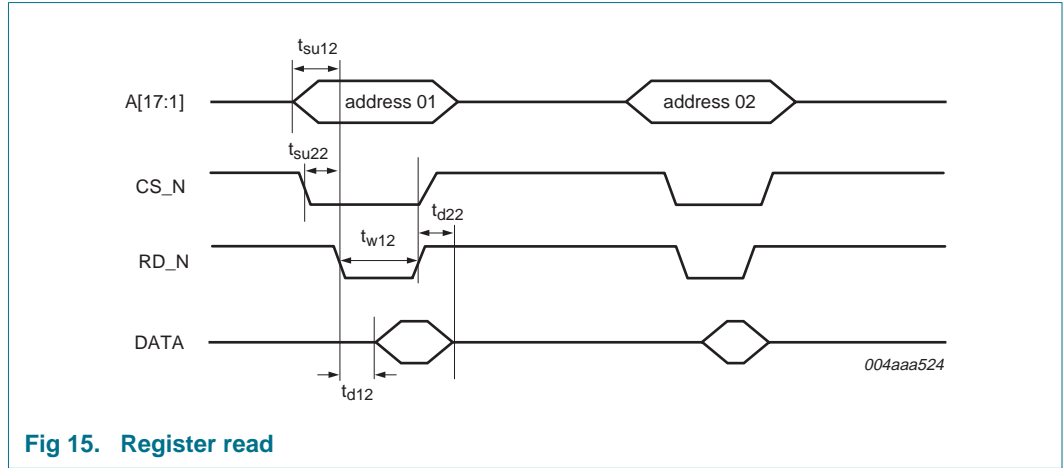 tsu12
A[17:1]
address 01
address 02
tsu22
CS_N
td22
tw12
RD_N
DATA
004aaa524
td12
Fig 15. Register read